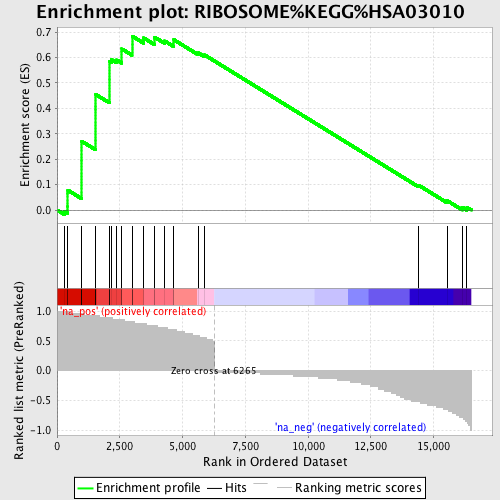 Enrichment plot: RIBOSOME%KEGG%HSA03010
Enrichment score (ES)
0.7
0.6
0.5
0.4
0.3
0.2
0.1
0.0
'na_pos' (positively correlated)
Ranked list metric (PreRanked)
1.0
0.5
0.0
-0.5
-1.0
Zero cross at 6265
'na_neg' (negatively correlated)
0
2,500
5,000
7,500
10,000
12,500
15,000
Rank in Ordered Dataset
Enrichment profile
Hits
Ranking metric scores